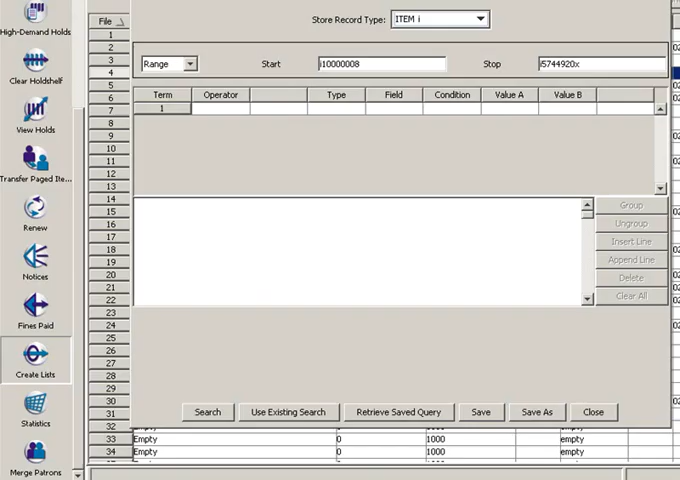 High-Demand Holds
Clear Holdshelf
View Holds
Transfer Paged Ite...
Renew
Notices
Fines Paid
Create Lists
Statistics
Merge Patrons
File
1
2
3
4
5
6
7
8
9
10
11
12
13
14
15
16
17
18
19
20
21
22
23
24
25
26
27
28
29
30
31
32
33
34
Store Record Type: ITEM i
Range Start i10000008 Stop i5744920x
Term Operator Type Field Condition Value A Value B
1
Group
Ungroup
Insert Line
Append Line
Delete
Clear All
Search Use Existing Search Retrieve Saved Query Save Save As Close
Empty 0 1000 empty
Empty 0 1000 empty